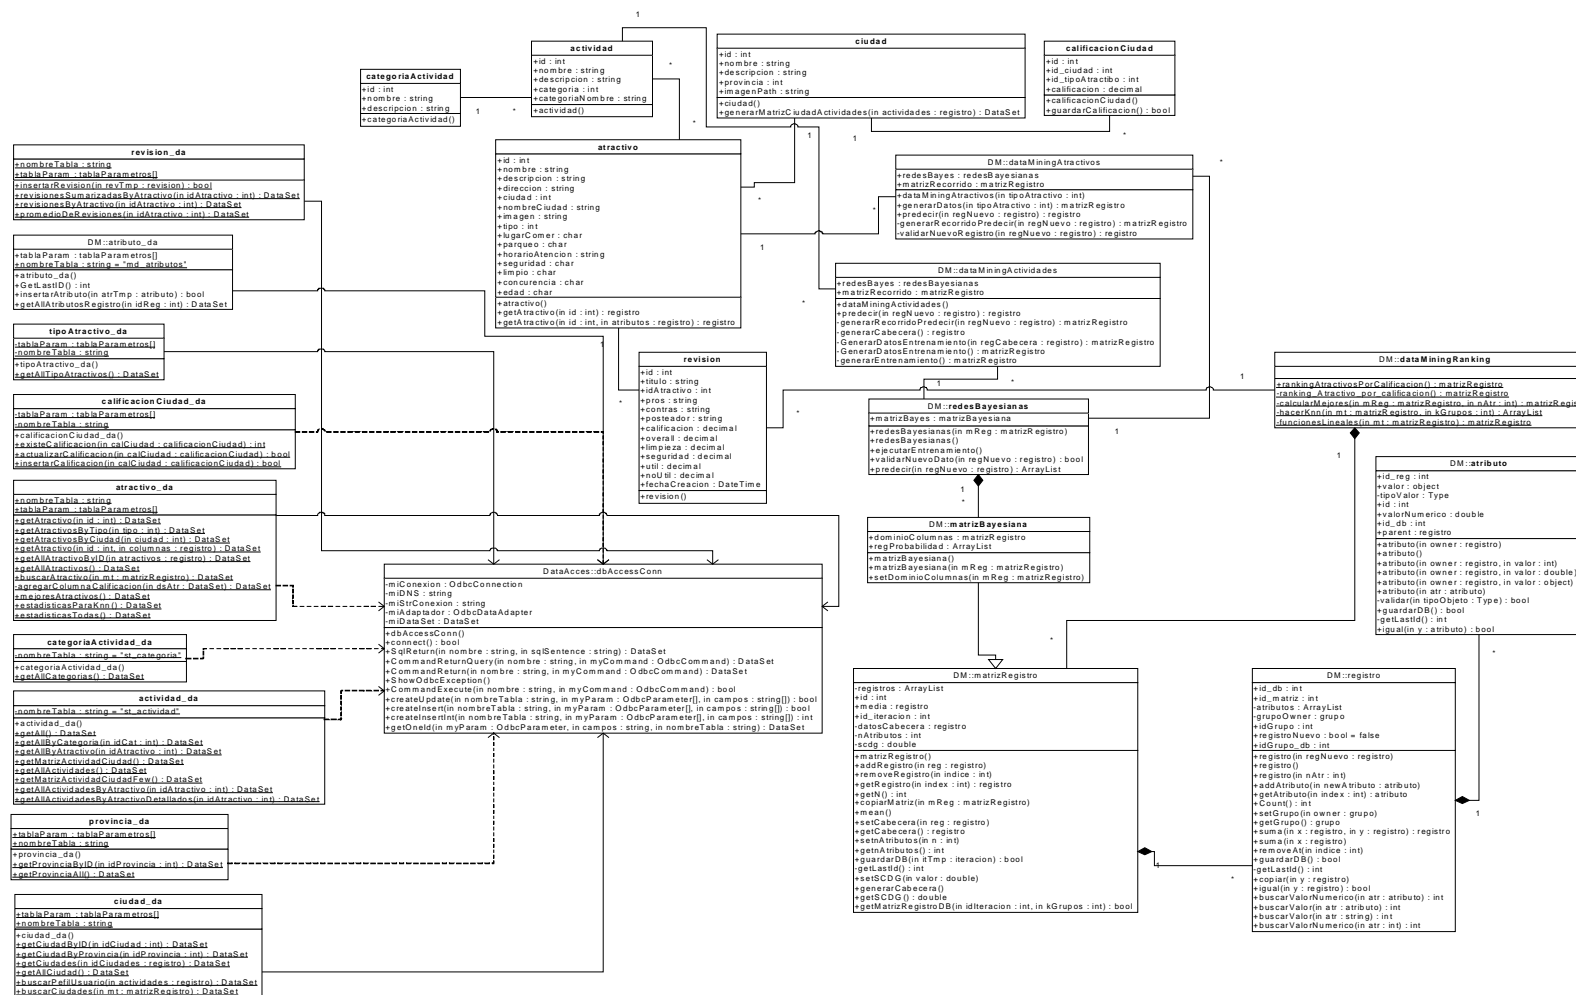 1
actividad
+id : int
+nombre : string
+descripcion : string
+categoria : int
+categoriaNombre : string
+actividad()
*
ciudad
+id : int
+nombre : string
+descripcion : string
+provincia : int
+imagenPath : string
+ciudad()
+generarMatrizCiudadActividades(in actividades : registro) : DataSet
calificacionCiudad
+id : int
+id_ciudad : int
+id_tipoAtractibo : int
+calificacion : decimal
+calificacionCiudad()
+guardarCalificacion() : bool
categoriaActividad
+id : int
+nombre : string
+descripcion : string
+categoriaActividad()
1
*
*
1
1
*
revision_da
+nombreTabla : string
+tablaParam : tablaParametros[]
+insertarRevision(in revTmp : revision) : bool
+revisionesSumarizadasByAtractivo(in idAtractivo : int) : DataSet
+revisionesByAtractivo(in idAtractivo : int) : DataSet
+promedioDeRevisiones(in idAtractivo : int) : DataSet
atractivo
+id : int
+nombre : string
+descripcion : string
+direccion : string
+ciudad : int
+nombreCiudad : string
+imagen : string
+tipo : int
+lugarComer : char
+parqueo : char
+horarioAtencion : string
+seguridad : char
+limpio : char
+concurencia : char
+edad : char
+atractivo()
+getAtractivo(in id : int) : registro
+getAtractivo(in id : int, in atributos : registro) : registro
*
*
1
*
1
DM::dataMiningAtractivos
+redesBayes : redesBayesianas
+matrizRecorrido : matrizRegistro
+dataMiningAtractivos(in tipoAtractivo : int)
+generarDatos(in tipoAtractivo : int) : matrizRegistro
+predecir(in regNuevo : registro) : registro
-generarRecorridoPredecir(in regNuevo : registro) : matrizRegistro
-validarNuevoRegistro(in regNuevo : registro) : registro
*
DM::atributo_da
+tablaParam : tablaParametros[]
+nombreTabla : string = "md_atributos"
+atributo_da()
+GetLastID() : int
+insertarAtributo(in atrTmp : atributo) : bool
+getAllAtributosRegistro(in idReg : int) : DataSet
DM::dataMiningActividades
+redesBayes : redesBayesianas
+matrizRecorrido : matrizRegistro
+dataMiningActividades()
+predecir(in regNuevo : registro) : registro
-generarRecorridoPredecir(in regNuevo : registro) : matrizRegistro
-generarCabecera() : registro
-GenerarDatosEntrenamiento(in regCabecera : registro) : matrizRegistro
-GenerarDatosEntrenamiento() : matrizRegistro
-generarEntrenamiento() : matrizRegistro
*
tipoAtractivo_da
-tablaParam : tablaParametros[]
-nombreTabla : string
+tipoAtractivo_da()
+getAllTipoAtractivos() : DataSet
1
*
revision
+id : int
+titulo : string
+idAtractivo : int
+pros : string
+contras : string
+posteador : string
+calificacion : decimal
+overall : decimal
+limpieza : decimal
+seguridad : decimal
+util : decimal
+noUtil : decimal
+fechaCreacion : DateTime
+revision()
*
1
DM::dataMiningRanking
+rankingAtractivosPorCalificacion() : matrizRegistro
+ranking_Atractivo_por_calificacion() : matrizRegistro
-calcularMejores(in mReg : matrizRegistro, in nAtr : int) : matrizRegis
-hacerKnn(in mt : matrizRegistro, in kGrupos : int) : ArrayList
-funcionesLineales(in mt : matrizRegistro) : matrizRegistro
1
*
calificacionCiudad_da
-tablaParam : tablaParametros[]
-nombreTabla : string
+calificacionCiudad_da()
+existeCalificacion(in calCiudad : calificacionCiudad) : int
+actualizarCalificacion(in calCiudad : calificacionCiudad) : bool
+insertarCalificacion(in calCiudad : calificacionCiudad) : bool
1
*
DM::redesBayesianas
+matrizBayes : matrizBayesiana
+redesBayesianas(in mReg : matrizRegistro)
+redesBayesianas()
+ejecutarEntrenamiento()
+validarNuevoDato(in regNuevo : registro) : bool
+predecir(in regNuevo : registro) : ArrayList
1
1
*
DM::atributo
+id_reg : int
+valor : object
-tipoValor : Type
+id : int
+valorNumerico : double
+id_db : int
+parent : registro
+atributo(in owner : registro)
+atributo()
+atributo(in owner : registro, in valor : int)
+atributo(in owner : registro, in valor : double)
+atributo(in owner : registro, in valor : object)
+atributo(in atr : atributo)
-validar(in tipoObjeto : Type) : bool
+guardarDB() : bool
-getLastId() : int
+igual(in y : atributo) : bool
*
1
atractivo_da
+nombreTabla : string
+tablaParam : tablaParametros[]
+getAtractivo(in id : int) : DataSet
+getAtractivosByTipo(in tipo : int) : DataSet
+getAtractivosByCiudad(in ciudad : int) : DataSet
+getAtractivo(in id : int, in columnas : registro) : DataSet
+getAllAtractivoByID(in atractivos : registro) : DataSet
+getAllAtractivos() : DataSet
+buscarAtractivo(in mt : matrizRegistro) : DataSet
-agregarColumnaCalificacion(in dsAtr : DataSet) : DataSet
+mejoresAtractivos() : DataSet
+estadisticasParaKnn() : DataSet
+estadisticasTodas() : DataSet
DM::matrizBayesiana
+dominioColumnas : matrizRegistro
+regProbabilidad : ArrayList
+matrizBayesiana()
+matrizBayesiana(in mReg : matrizRegistro)
+setDominioColumnas(in mReg : matrizRegistro)
DataAcces::dbAccessConn
-miConexion : OdbcConnection
-miDNS : string
-miStrConexion : string
-miAdaptador : OdbcDataAdapter
-miDataSet : DataSet
+dbAccessConn()
+connect() : bool
+SqlReturn(in nombre : string, in sqlSentence : string) : DataSet
+CommandReturnQuery(in nombre : string, in myCommand : OdbcCommand) : DataSet
+CommandReturn(in nombre : string, in myCommand : OdbcCommand) : DataSet
+ShowOdbcException()
+CommandExecute(in nombre : string, in myCommand : OdbcCommand) : bool
+createUpdate(in nombreTabla : string, in myParam : OdbcParameter[], in campos : string[]) : bool
+createInsert(in nombreTabla : string, in myParam : OdbcParameter[], in campos : string[]) : bool
+createInsertInt(in nombreTabla : string, in myParam : OdbcParameter[], in campos : string[]) : int
+getOneId(in myParam : OdbcParameter, in campos : string, in nombreTabla : string) : DataSet
categoriaActividad_da
-nombreTabla : string = "st_categoria"
+categoriaActividad_da()
+getAllCategorias() : DataSet
actividad_da
-nombreTabla : string = "st_actividad"
+actividad_da()
+getAll() : DataSet
+getAllByCategoria(in idCat : int) : DataSet
+getAllByAtractivo(in idAtractivo : int) : DataSet
+getMatrizActividadCiudad() : DataSet
+getAllActividades() : DataSet
+getMatrizActividadCiudadFew() : DataSet
+getAllActividadesByAtractivo(in idAtractivo : int) : DataSet
+getAllActividadesByAtractivoDetallados(in idAtractivo : int) : DataSet
*
DM::matrizRegistro
-registros : ArrayList
+id : int
+media : registro
+id_iteracion : int
-datosCabecera : registro
-nAtributos : int
-scdg : double
+matrizRegistro()
+addRegistro(in reg : registro)
+removeRegistro(in indice : int)
+getRegistro(in index : int) : registro
+getN() : int
+copiarMatriz(in mReg : matrizRegistro)
+mean()
+setCabecera(in reg : registro)
+getCabecera() : registro
+setnAtributos(in n : int)
+getnAtributos() : int
+guardarDB(in itTmp : iteracion) : bool
-getLastId() : int
+setSCDG(in valor : double)
+generarCabecera()
+getSCDG() : double
+getMatrizRegistroDB(in idIteracion : int, in kGrupos : int) : bool
1
*
DM::registro
+id_db : int
+id_matriz : int
-atributos : ArrayList
-grupoOwner : grupo
+idGrupo : int
+registroNuevo : bool = false
+idGrupo_db : int
+registro(in regNuevo : registro)
+registro()
+registro(in nAtr : int)
+addAtributo(in newAtributo : atributo)
+getAtributo(in index : int) : atributo
+Count() : int
+setGrupo(in owner : grupo)
+getGrupo() : grupo
+suma(in x : registro, in y : registro) : registro
+suma(in x : registro)
+removeAt(in indice : int)
+guardarDB() : bool
-getLastId() : int
+copiar(in y : registro)
+igual(in y : registro) : bool
+buscarValorNumerico(in atr : atributo) : int
+buscarValor(in atr : atributo) : int
+buscarValor(in atr : string) : int
+buscarValorNumerico(in atr : int) : int
provincia_da
+tablaParam : tablaParametros[]
+nombreTabla : string
+provincia_da()
+getProvinciaByID(in idProvincia : int) : DataSet
+getProvinciaAll() : DataSet
ciudad_da
+tablaParam : tablaParametros[]
+nombreTabla : string
+ciudad_da()
+getCiudadByID(in idCiudad : int) : DataSet
+getCiudadByProvincia(in idProvincia : int) : DataSet
+getCiudades(in idCiudades : registro) : DataSet
+getAllCiudad() : DataSet
+buscarPefilUsuario(in actividades : registro) : DataSet
+buscarCiudades(in mt : matrizRegistro) : DataSet